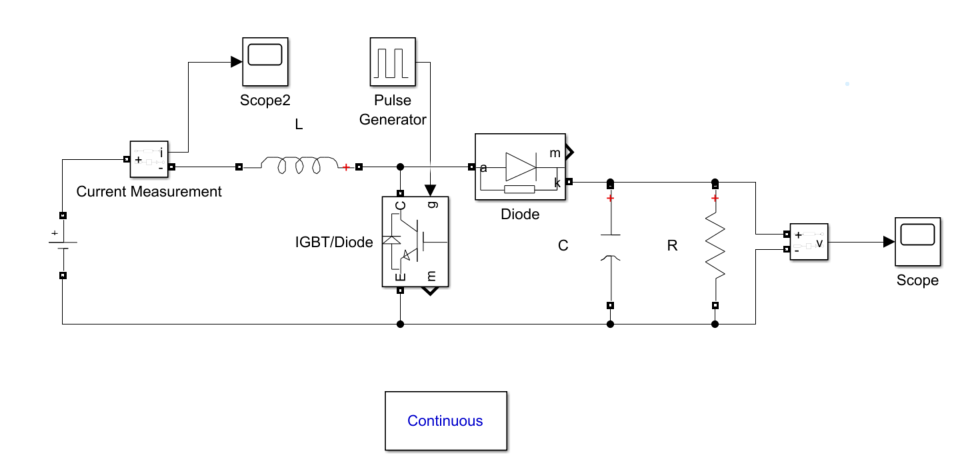 Scope2
Pulse
Generator
L
i
+
-
Current Measurement
+
a
m
k
Diode
+
C
g
IGBT/Diode
E
m
+
C
+
R
+
-
v
Scope
+
Continuous